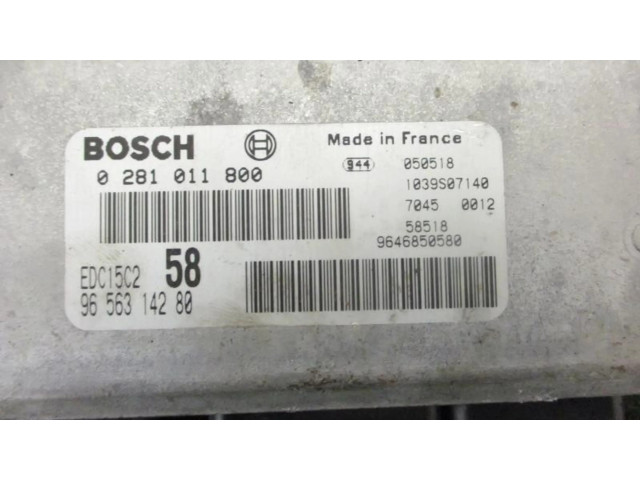 BOSCH
Made in France
0 281 011 800
944 050518
1039S07140
7045 0012
58518
9646850580
EDC15C2 58
96 563 142 80